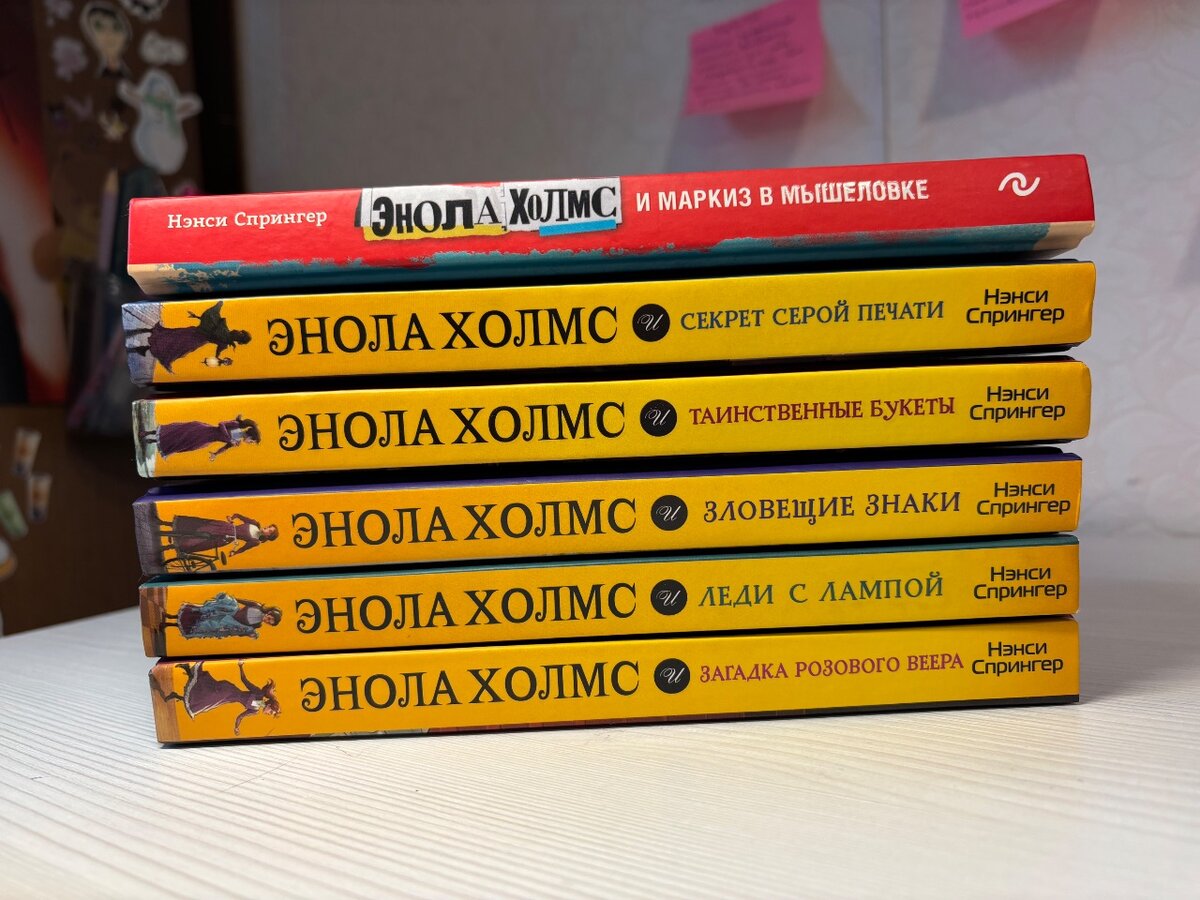 Нэнси Спрингер ЭНОЛА ХОЛМС И МАРКИЗ В МЫШЕЛОВКЕ
ЭНОЛА ХОЛМС и СЕКРЕТ СЕРОЙ ПЕЧАТИ Нэнси Спрингер
ЭНОЛА ХОЛМС и ТАИНСТВЕННЫЕ БУКЕТЫ Нэнси Спрингер
ЭНОЛА ХОЛМС и ЗЛОВЕЩИЕ ЗНАКИ Нэнси Спрингер
ЭНОЛА ХОЛМС и ЛЕДИ С ЛАМПОЙ Нэнси Спрингер
ЭНОЛА ХОЛМС и ЗАГАДКА РОЗОВОГО ВЕЕРА Нэнси Спрингер